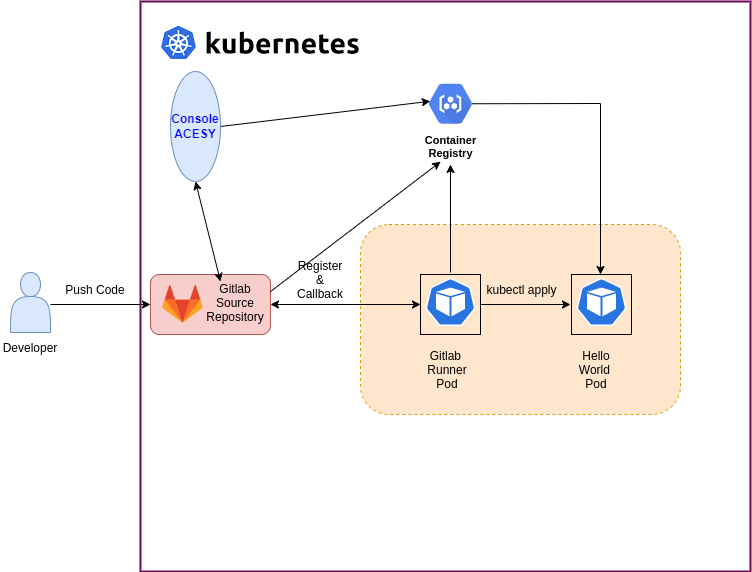 kubernetes
Console
ACESY
Container
Registry
Register
&
Callback
Push Code
Gitlab
Source
Repository
kubectl apply
Developer
Gitlab
Runner
Pod
Hello
World
Pod